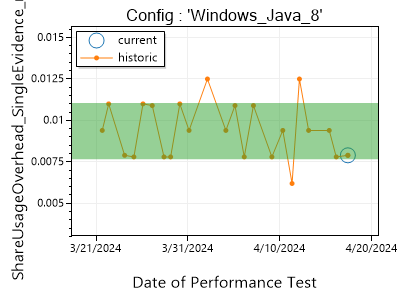 Config : 'Windows_Java_8'
current
historic
0.015
0.0125
0.01
0.0075
0.005
ShareUsageOverhead_SingleEvidence_
3/21/2024
3/31/2024
4/10/2024
4/20/2024
Date of Performance Test